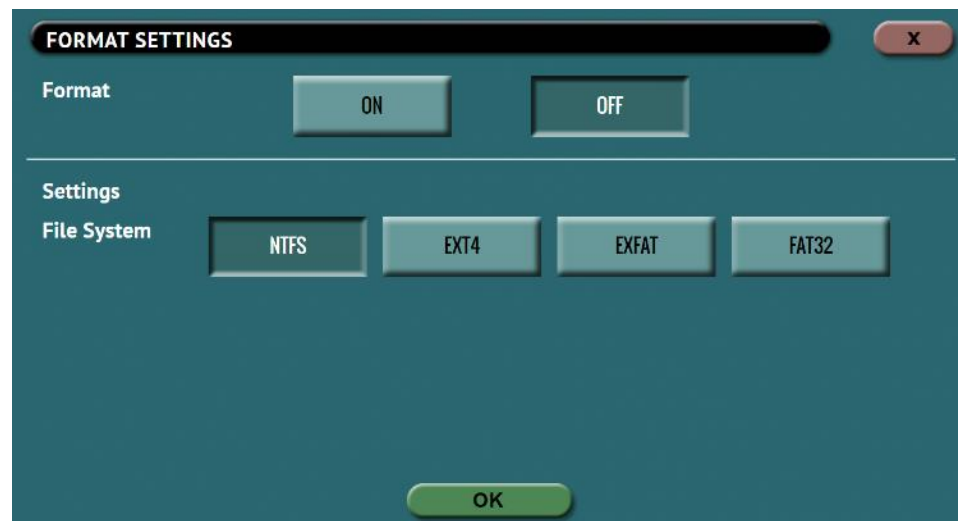 FORMAT SETTINGS X
Format ON OFF
Settings
File System NTFS EXT4 EXFAT FAT32
OK